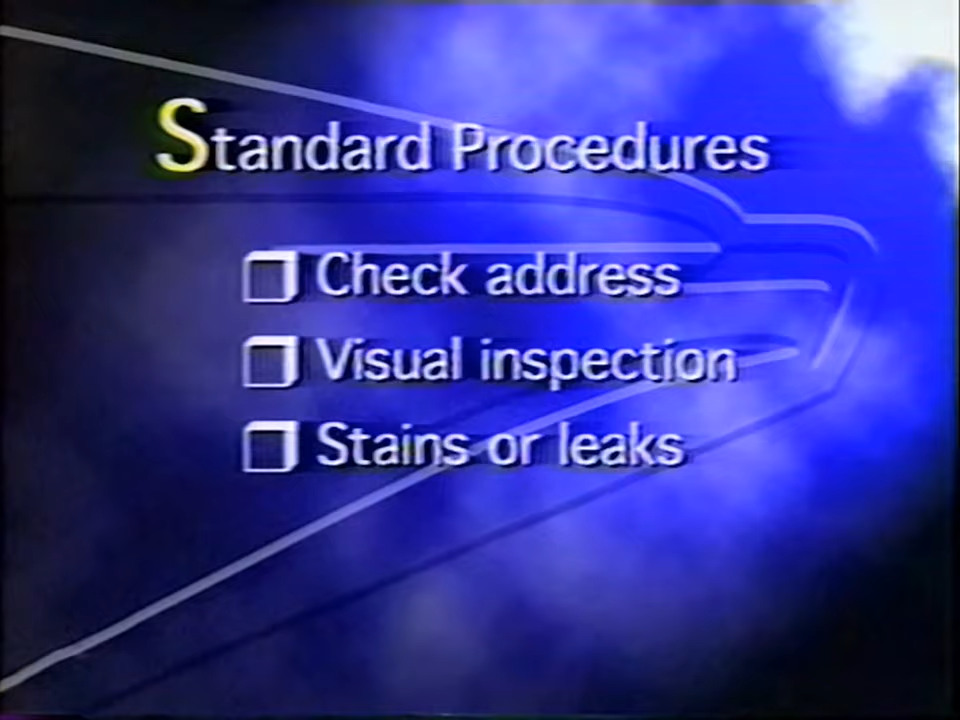 Standard Procedures
Check address
Visual inspection
Stains or leaks